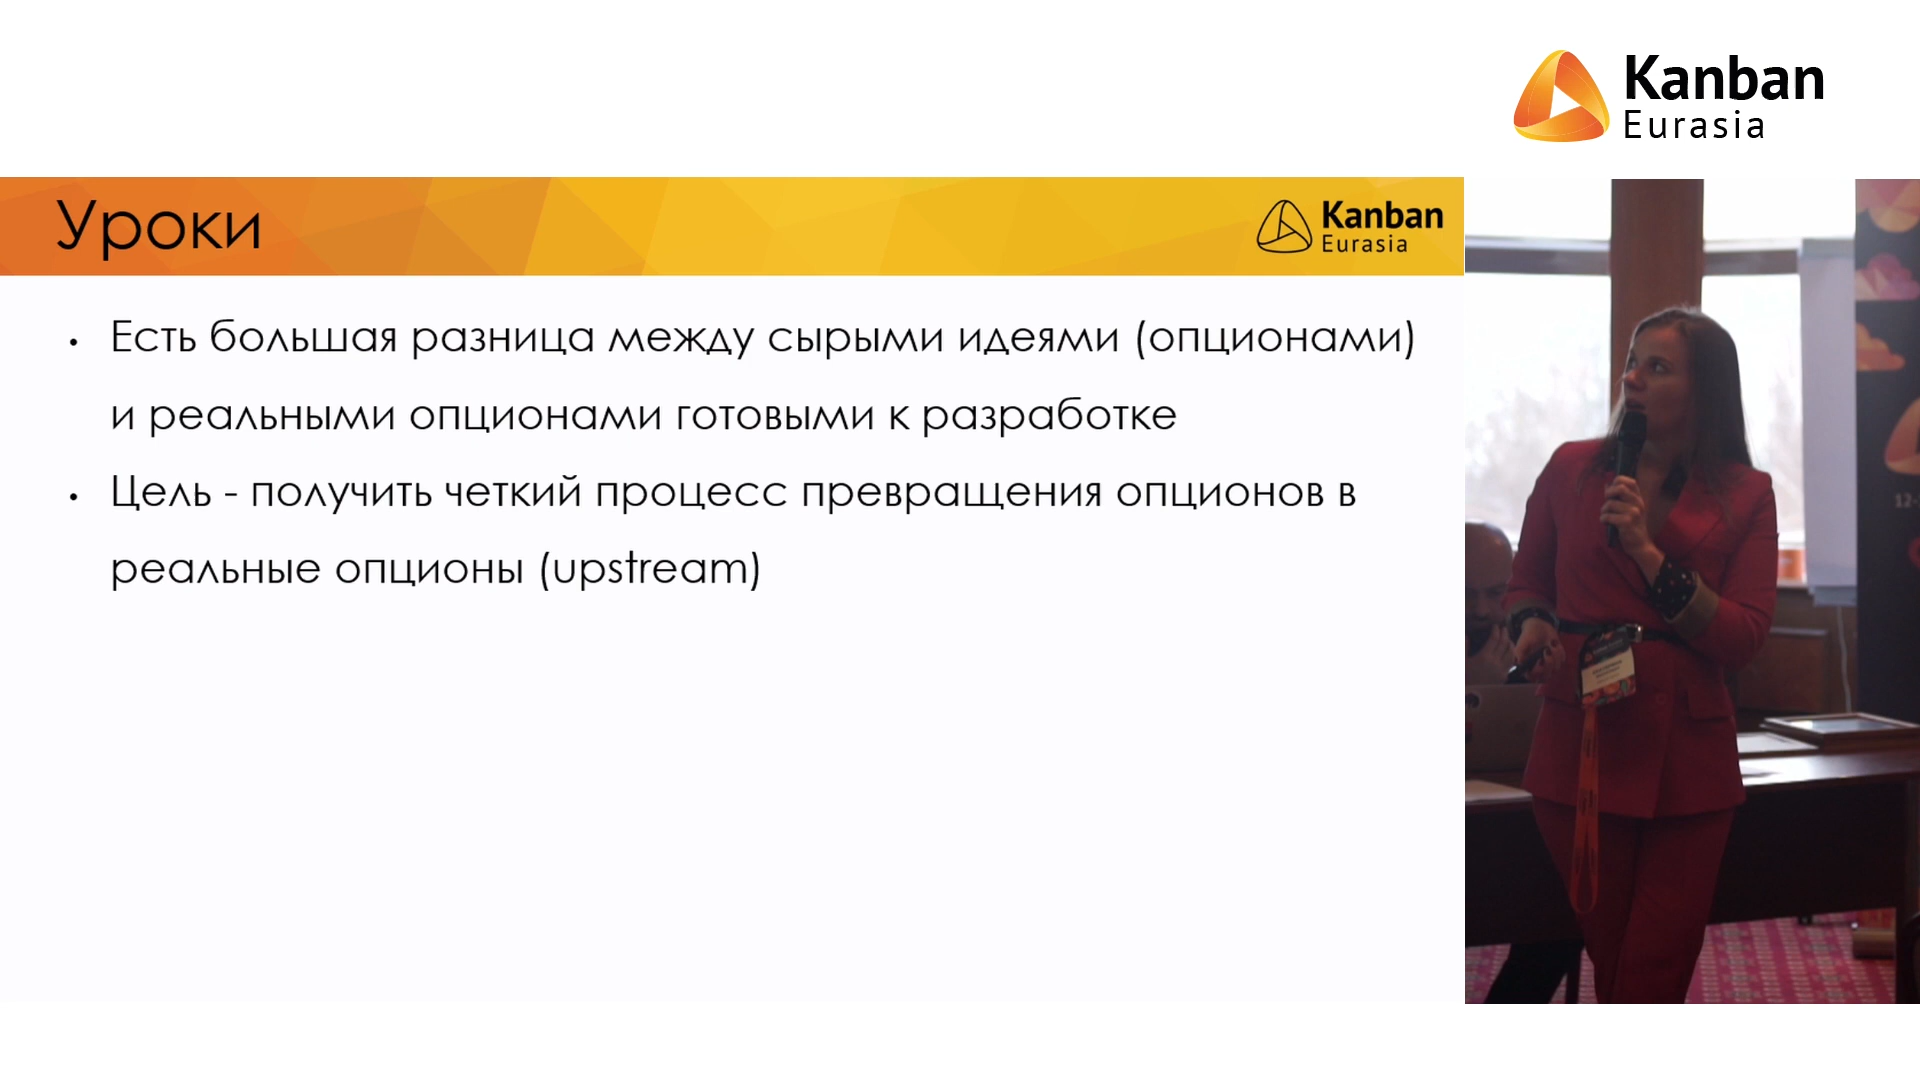 Kanban
Eurasia
Уроки
Kanban
Eurasia
• Есть большая разница между сырыми идеями (опционами)
и реальными опционами готовыми к разработке
• Цель - получить четкий процесс превращения опционов в
реальные опционы (upstream)
12-